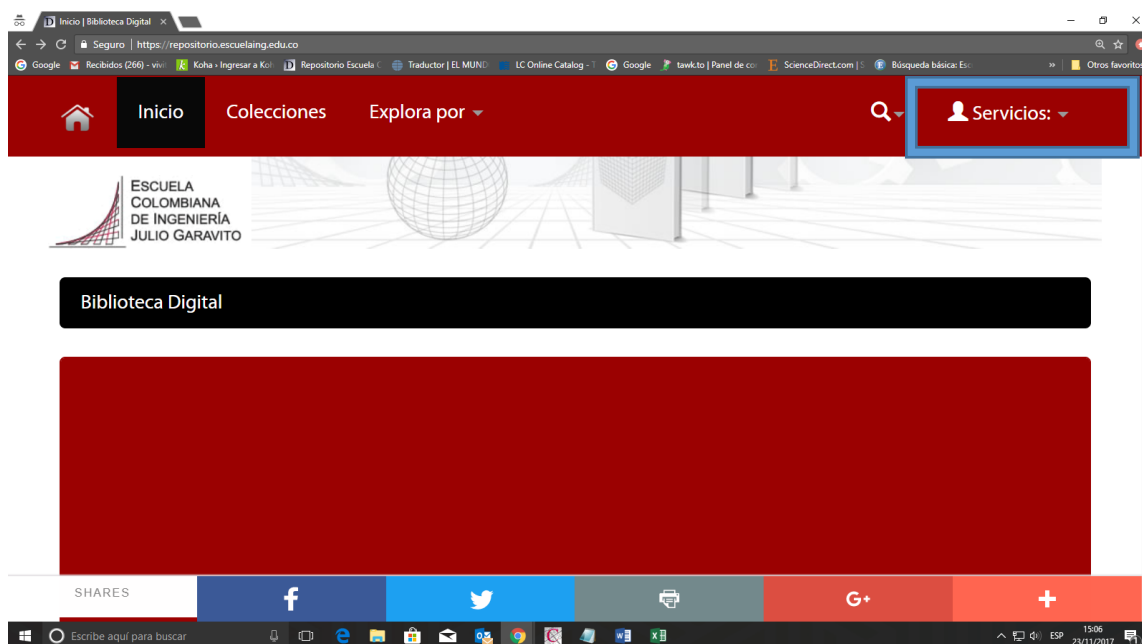 Inicio | Biblioteca Digital
Seguro | https://repositorio.escuelaing.edu.co
Google Recibidos (266) - viv Koha › Ingresar a Koh Repositorio Escuela C Traductor | EL MUND LC Online Catalog - T Google tawk.to | Panel de co ScienceDirect.com | S Búsqueda básica: Esc » Otros favoritos
Inicio Colecciones Explora por Servicios:
ESCUELA
COLOMBIANA
DE INGENIERÍA
JULIO GARAVITO
Biblioteca Digital
SHARES
G+
Escribe aquí para buscar ESP 15:06
23/11/2017